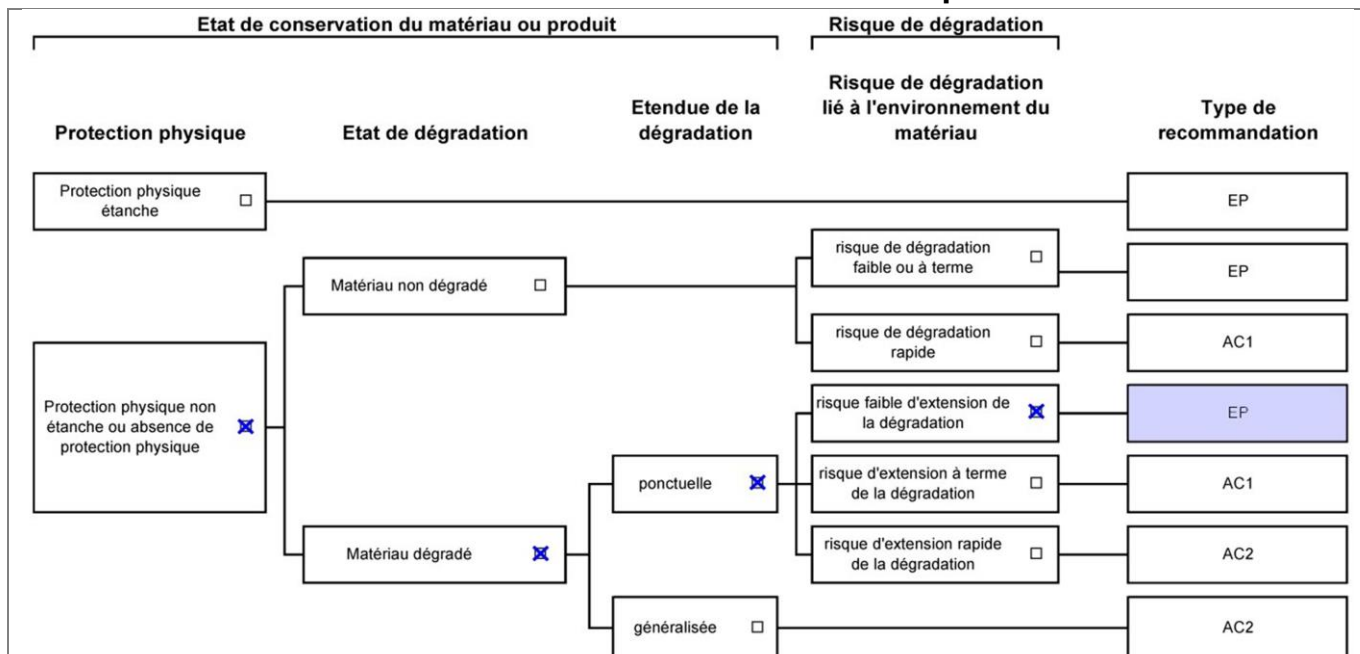 Etat de conservation du matériau ou produit
Risque de dégradation
Protection physique
Etat de dégradation
Etendue de la
dégradation
Risque de dégradation
lié à l'environnement du
matériau
Type de
recommandation
Protection physique
étanche
EP
Matériau non dégradé
risque de dégradation
faible ou à terme
EP
risque de dégradation
rapide
AC1
Protection physique non
étanche ou absence de
protection physique
risque faible d'extension de
la dégradation
EP
ponctuelle
risque d'extension à terme
de la dégradation
AC1
Matériau dégradé
risque d'extension rapide
de la dégradation
AC2
généralisée
AC2